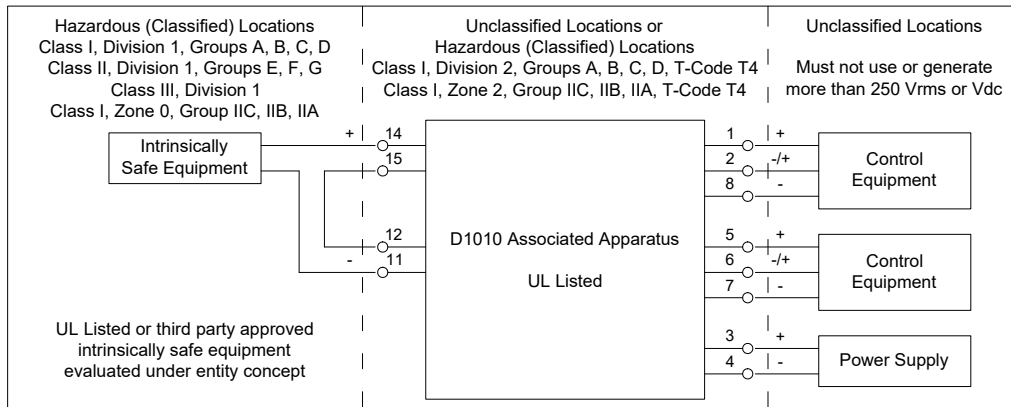 Hazardous (Classified) Locations
Class I, Division 1, Groups A, B, C, D
Class II, Division 1, Groups E, F, G
Class III, Division 1
Class I, Zone 0, Group IIC, IIB, IIA
Unclassified Locations or
Hazardous (Classified) Locations
Class I, Division 2, Groups A, B, C, D, T-Code T4
Class I, Zone 2, Group IIC, IIB, IIA, T-Code T4
Unclassified Locations
Must not use or generate
more than 250 Vrms or Vdc
Intrinsically
Safe Equipment
+ 14
15
12
- 11
D1010 Associated Apparatus
UL Listed
1 +
2 -/+
8 -
Control
Equipment
5 +
6 -/+
7 -
Control
Equipment
3 +
4 -
Power Supply
UL Listed or third party approved
intrinsically safe equipment
evaluated under entity concept